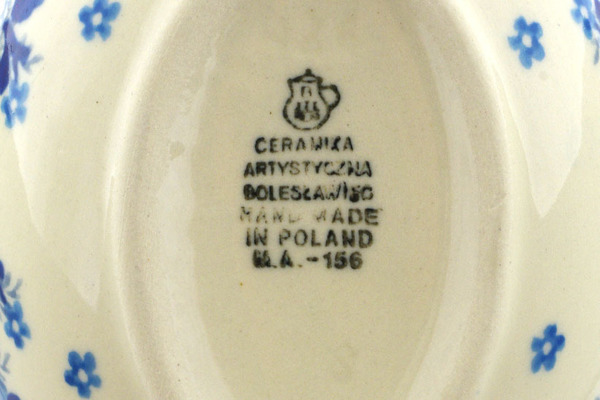 CERAMIKA
ARTYSTYCZNA
BOLESŁAWIEC
HAND MADE
IN POLAND
M.A.-156